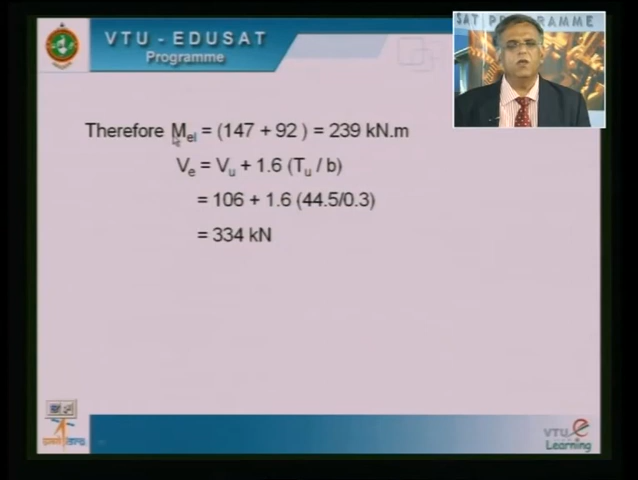 VTU - EDUSAT
Programme
SAT PROGRAMME
Therefore Mel = (147 + 92 ) = 239 kN.m
Ve = Vu + 1.6 (Tu / b)
= 106 + 1.6 (44.5/0.3)
= 334 kN
VTU e
Learning